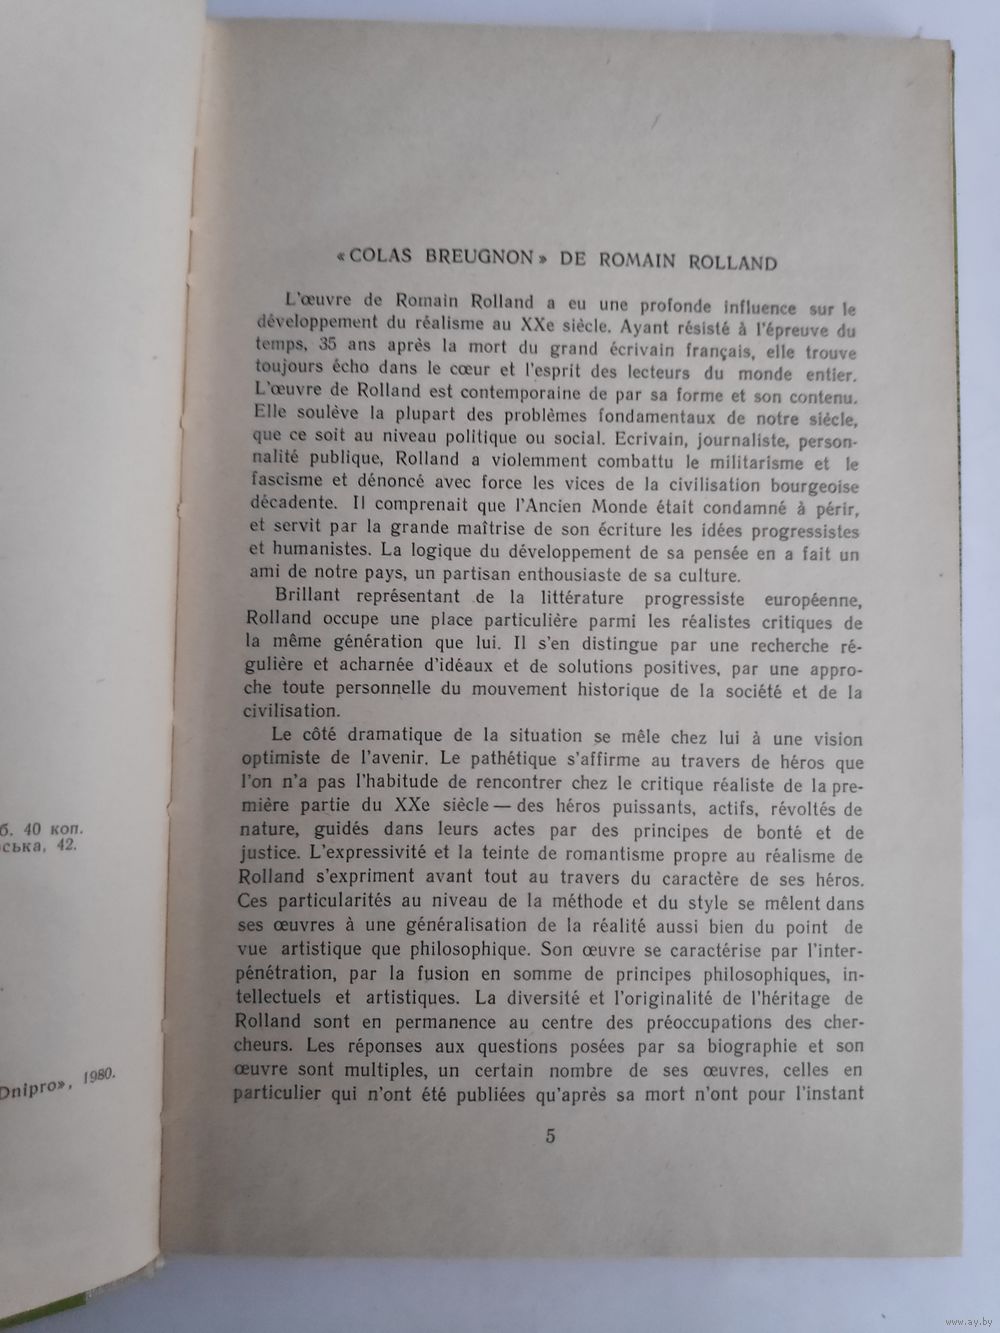 б. 40 коп.
ська, 42.
Dnipro», 1980.
«COLAS BREUGNON» DE ROMAIN ROLLAND
L'œuvre de Romain Rolland a eu une profonde influence sur le
développement du réalisme au XXe siècle. Ayant résisté à l'épreuve du
temps, 35 ans après la mort du grand écrivain français, elle trouve
toujours écho dans le cœur et l'esprit des lecteurs du monde entier.
L'œuvre de Rolland est contemporaine de par sa forme et son contenu.
Elle soulève la plupart des problèmes fondamentaux de notre siècle,
que ce soit au niveau politique ou social. Ecrivain, journaliste, person-
nalité publique, Rolland a violemment combattu le militarisme et le
fascisme et dénoncé avec force les vices de la civilisation bourgeoise
décadente. Il comprenait que l'Ancien Monde était condamné à périr,
et servit par la grande maîtrise de son écriture les idées progressistes
et humanistes. La logique du développement de sa pensée en a fait un
ami de notre pays, un partisan enthousiaste de sa culture.
Brillant représentant de la littérature progressiste européenne,
Rolland occupe une place particulière parmi les réalistes critiques de
la même génération que lui. Il s'en distingue par une recherche ré-
gulière et acharnée d'idéaux et de solutions positives, par une appro-
che toute personnelle du mouvement historique de la société et de la
civilisation.
Le côté dramatique de la situation se mêle chez lui à une vision
optimiste de l'avenir. Le pathétique s'affirme au travers de héros que
l'on n'a pas l'habitude de rencontrer chez le critique réaliste de la pre-
mière partie du XXe siècle — des héros puissants, actifs, révoltés de
nature, guidés dans leurs actes par des principes de bonté et de
justice. L'expressivité et la teinte de romantisme propre au réalisme de
Rolland s'expriment avant tout au travers du caractère de ses héros.
Ces particularités au niveau de la méthode et du style se mêlent dans
ses œuvres à une généralisation de la réalité aussi bien du point de
vue artistique que philosophique. Son œuvre se caractérise par l'inter-
pénétration, par la fusion en somme de principes philosophiques, in-
tellectuels et artistiques. La diversité et l'originalité de l'héritage de
Rolland sont en permanence au centre des préoccupations des cher-
cheurs. Les réponses aux questions posées par sa biographie et son
œuvre sont multiples, un certain nombre de ses œuvres, celles en
particulier qui n'ont été publiées qu'après sa mort n'ont pour l'instant
5
www.ay.by